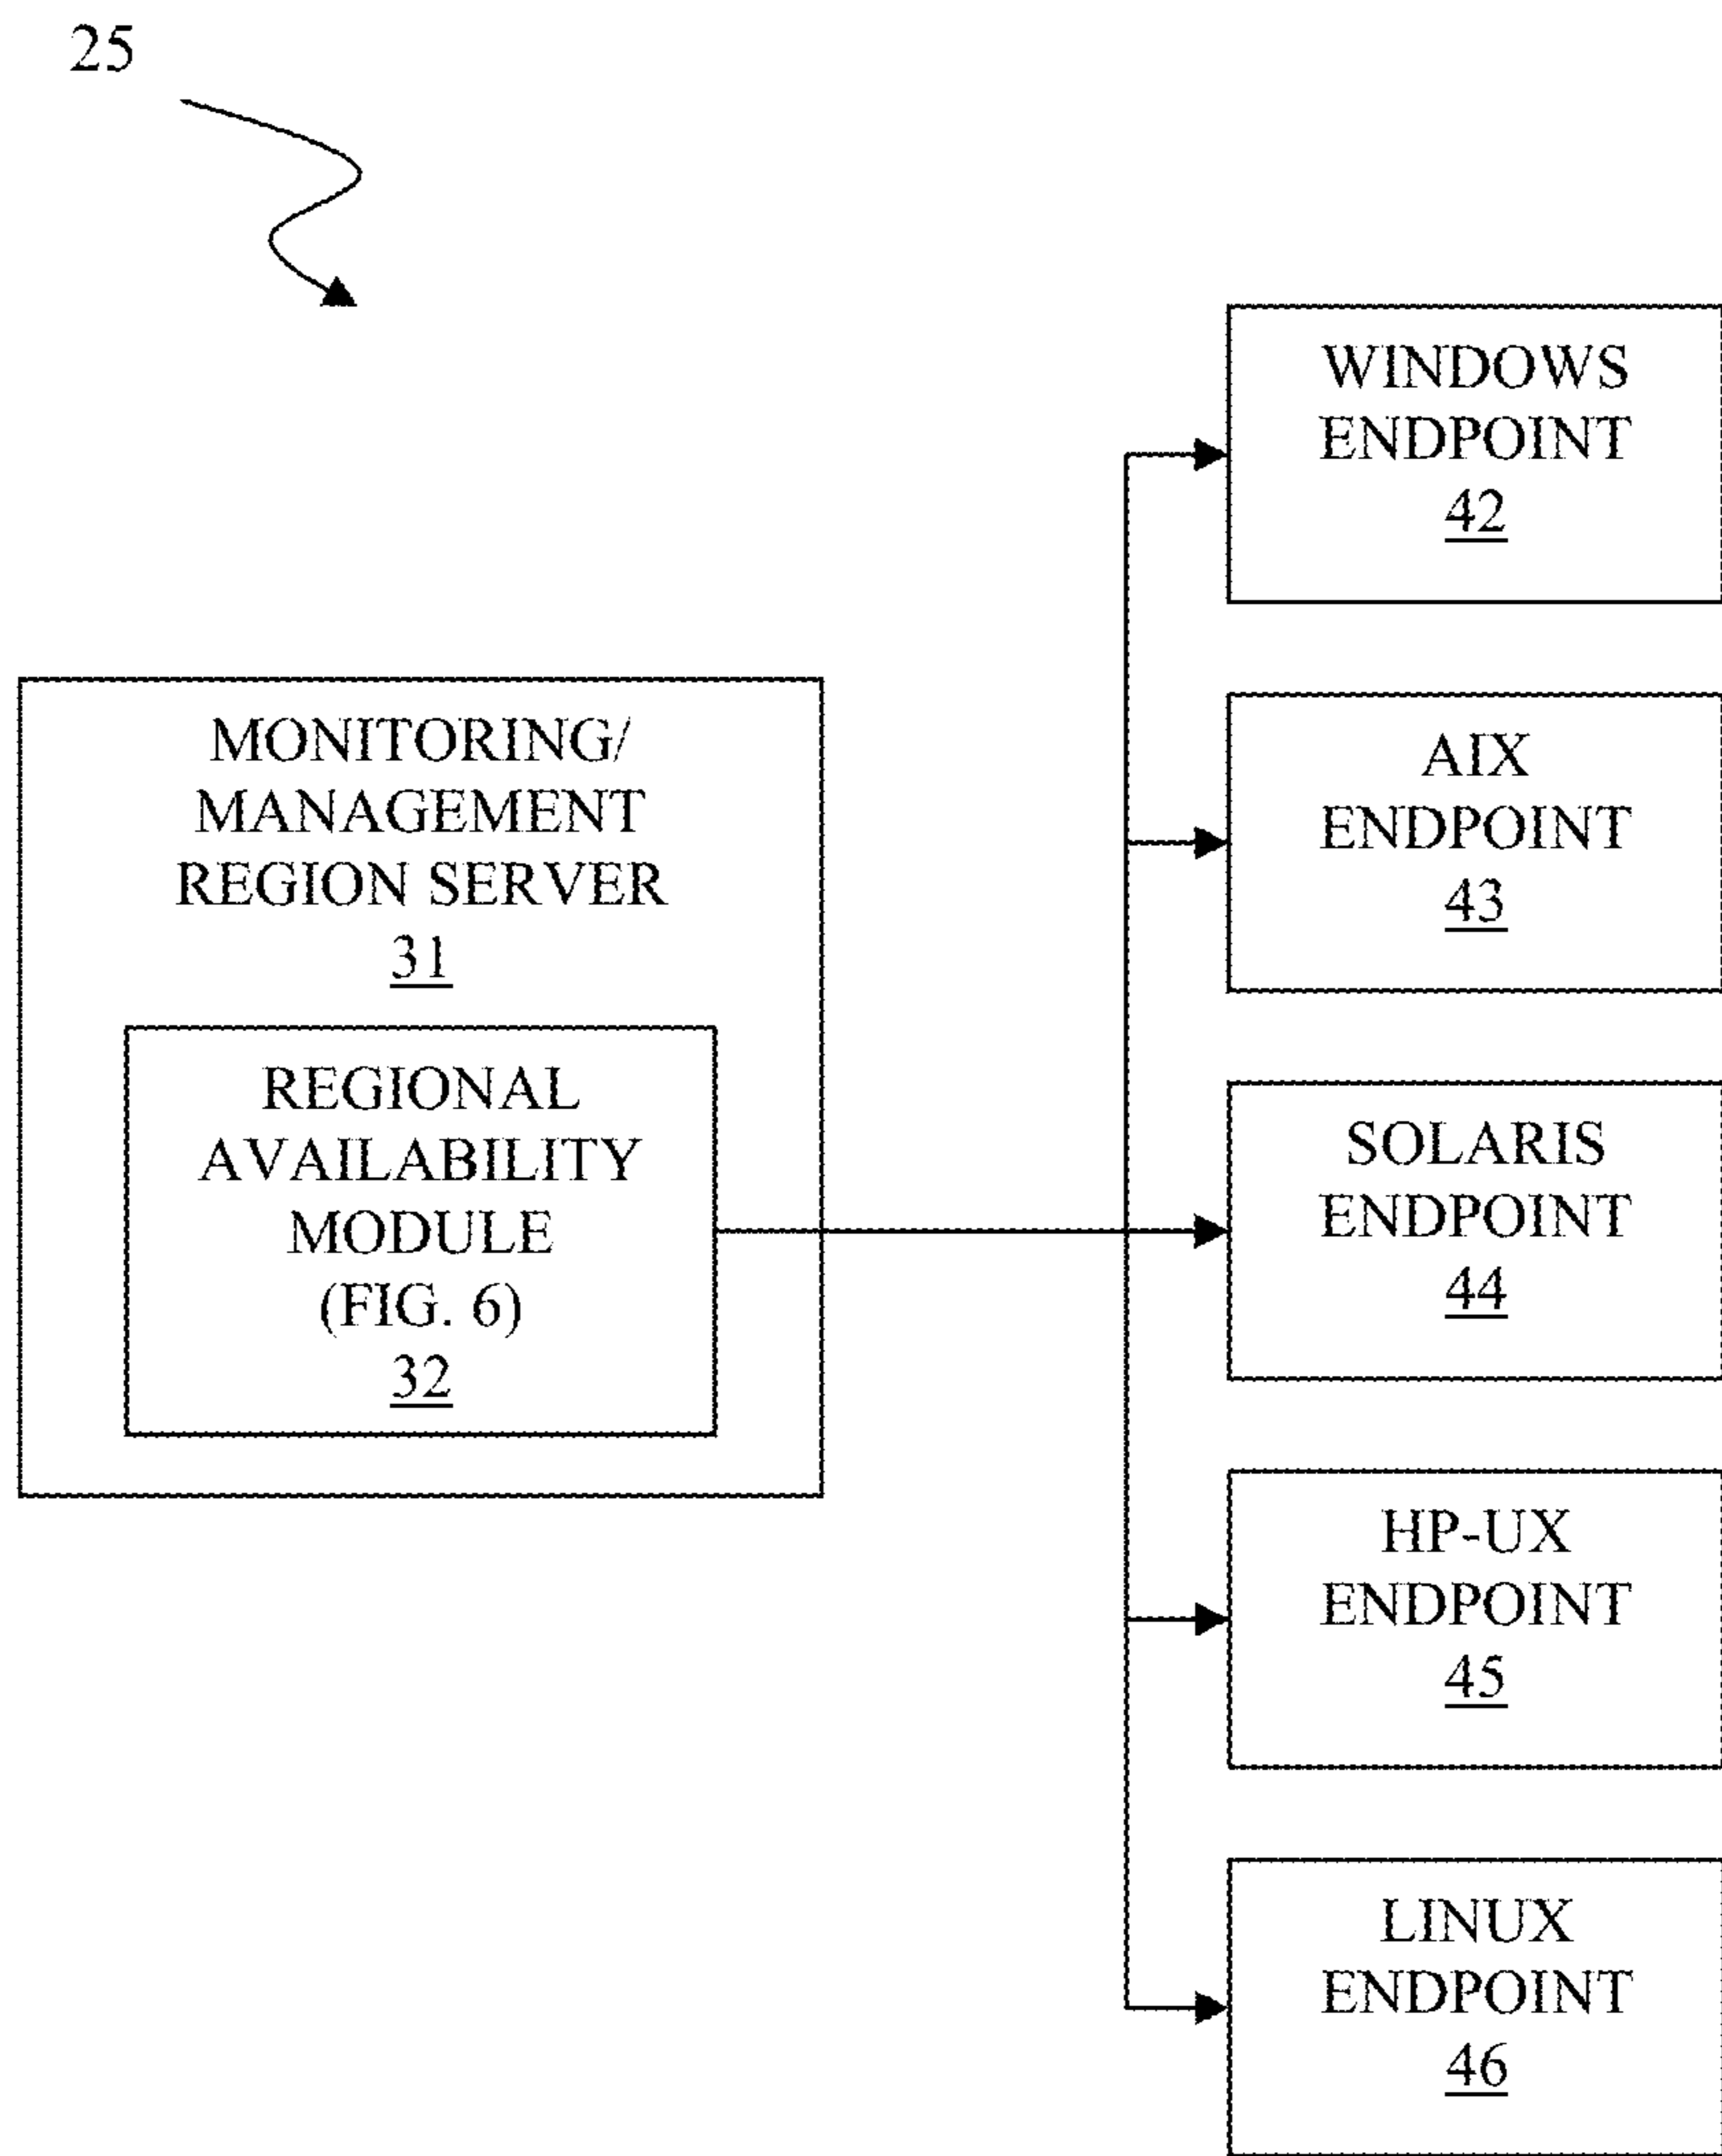 25
WINDOWS
ENDPOINT
42
MONITORING/
MANAGEMENT
REGION SERVER
31
REGIONAL
AVAILABILITY
MODULE
(FIG. 6)
32
AIX
ENDPOINT
43
SOLARIS
ENDPOINT
44
HP-UX
ENDPOINT
45
LINUX
ENDPOINT
46